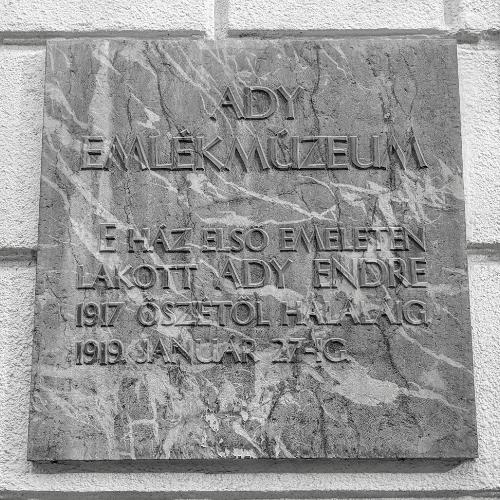 ADY
EMLÉKMÚZEUM
E HÁZ ELSŐ EMELETÉN
LAKOTT ADY ENDRE
1917 ŐSZÉTŐL HALÁLÁIG,
1919. JANUÁR 27-IG.